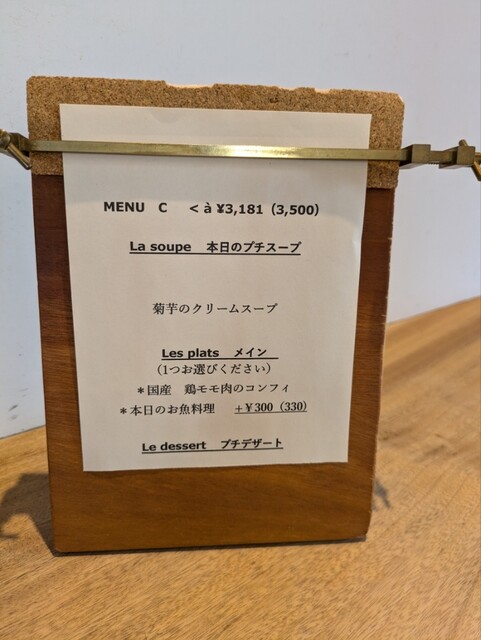 MENU C < à ¥3,181（3,500）
La soupe 本日のプチスープ
菊芋のクリームスープ
Les plats メイン
（1つお選びください）
＊国産 鶏モモ肉のコンフィ
＊本日のお魚料理 ＋￥300（330）
Le dessert プチデザート